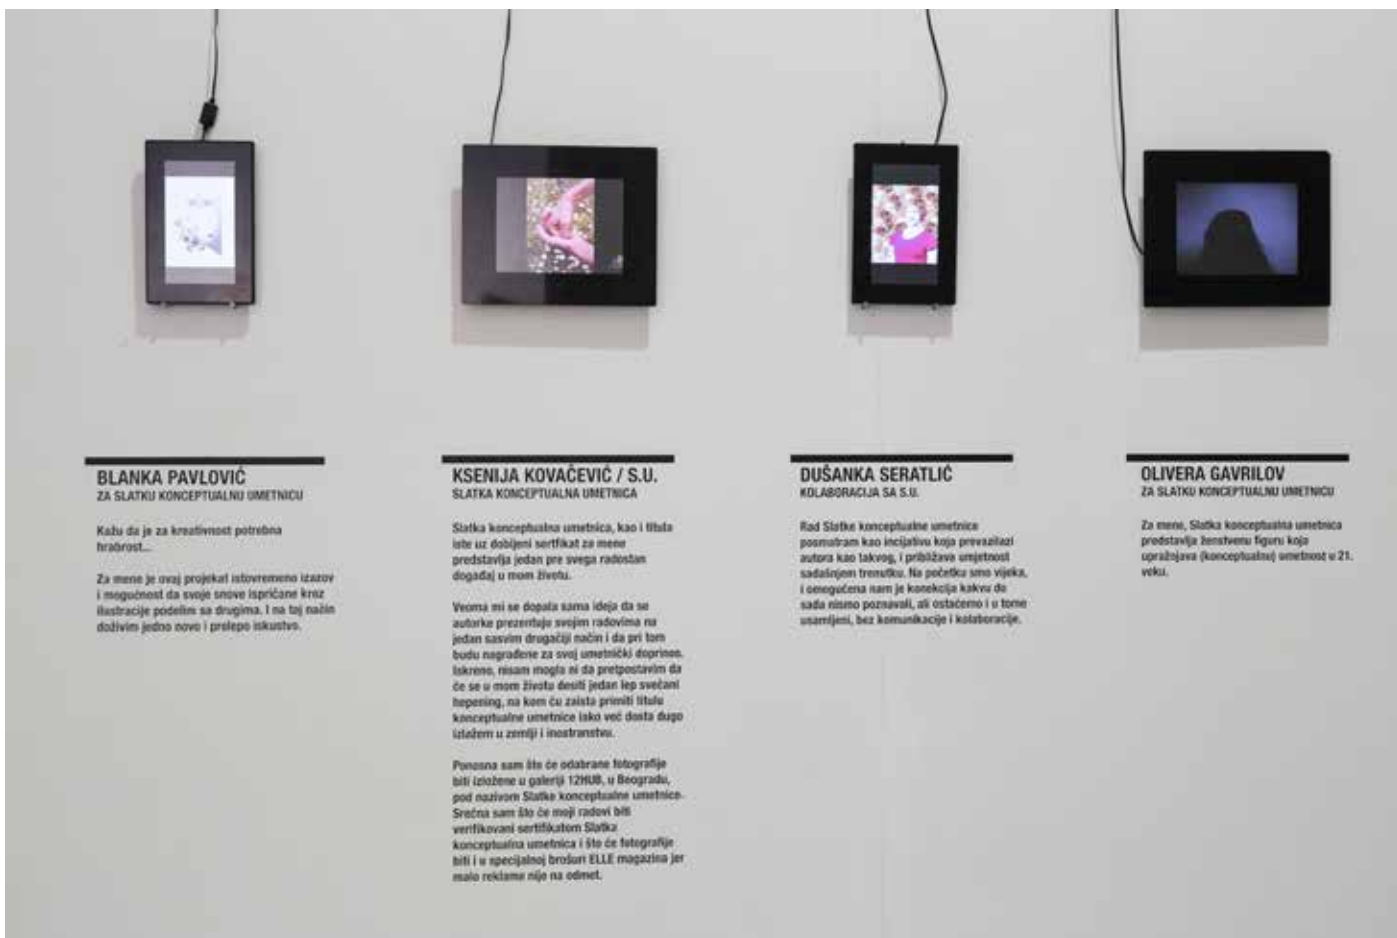 BLANKA PAVLOVIĆ
ZA SLATKU KONCEPTUALNU UMETNICU
Kažu da je za kreativnost potrebna
hrabrost...
Za mene je ovaj projekat istovremeno izazov
i mogućnost da svoje snove ispričane kroz
ilustracije podelim sa drugima. I na taj način
doživim jedno novo i prelepo iskustvo.
KSENIJA KOVAČEVIĆ / S.U.
SLATKA KONCEPTUALNA UMETNICA
Slatka konceptualna umetnica, kao i titula
iste uz dobijeni sertfikat za mene
predstavlja jedan pre svega radostan
događaj u mom životu.
Veoma mi se dopala sama ideja da se
autorke prezentuju svojim radovima na
jedan sasvim drugačiji način i da pri tom
budu nagrađene za svoj umetnički doprinos.
Iskreno, nisam mogla ni da pretpostavim da
će se u mom životu desiti jedan lep svečani
hepening, na kom ću zaista primiti titulu
konceptualne umetnice iako već dosta dugo
izlažem u zemlji i inostranstvu.
Ponosna sam što će odabrane fotografije
biti izložene u galeriji 12HUB, u Beogradu,
pod nazivom Slatke konceptualne umetnice.
Srećna sam što će moji radovi biti
verifikovani sertifikatom Slatka
konceptualna umetnica i što će fotografije
biti i u specijalnoj brošuri ELLE magazina jer
malo reklame nije na odmet.
DUŠANKA SERATLIĆ
KOLABORACIJA SA S.U.
Rad Slatke konceptualne umetnica
posmatram kao incijativu koja prevazilazi
autora kao takvog, i približava umjetnost
sadašnjem trenutku. Na početku smo vijeka,
i omogućena nam je konekcija kakvu do
sada nismo poznavali, ali ostaćemo i u tome
usamljeni, bez komunikacije i kolaboracije.
OLIVERA GAVRILOV
ZA SLATKU KONCEPTUALNU UMETNICU
Za mene, Slatka konceptualna umetnica
predstavlja ženstvenu figuru koja
upražnjava (konceptualnu) umetnost u 21.
veku.